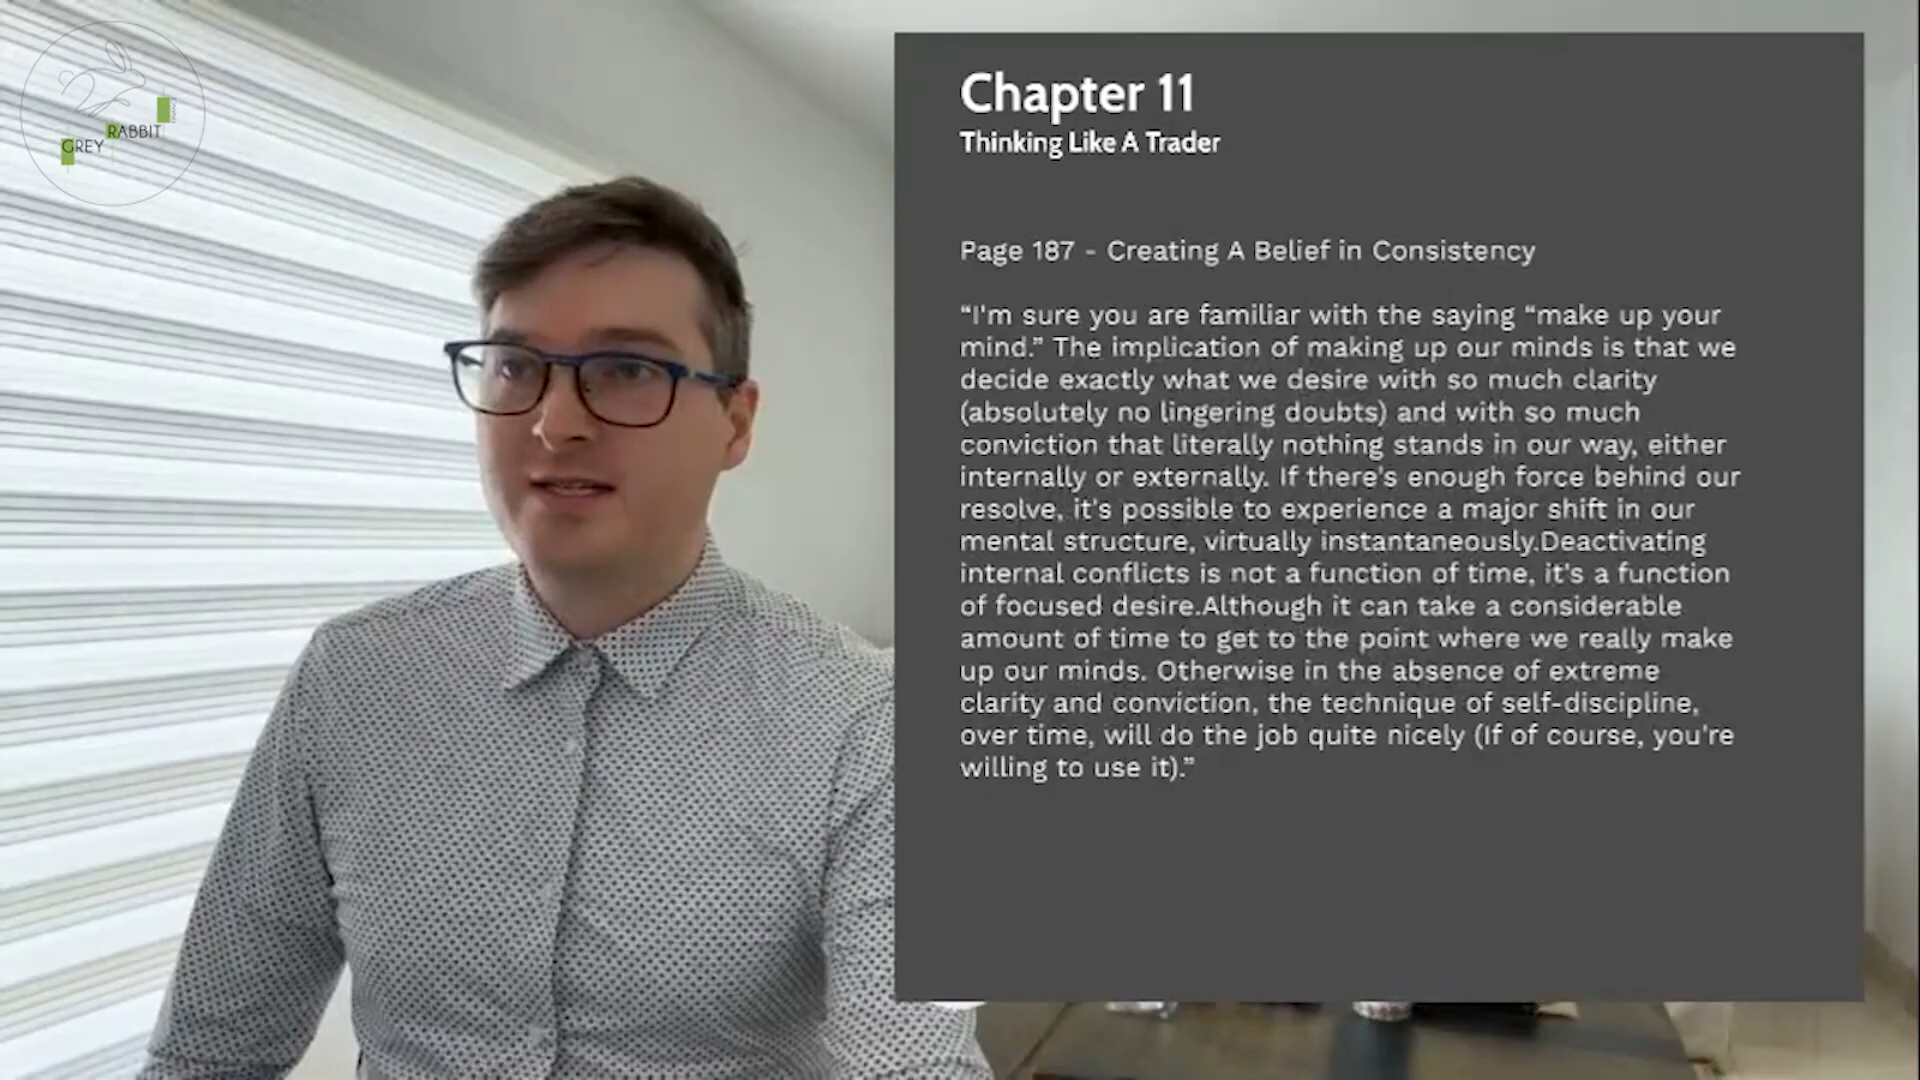 GREY RABBIT
Chapter 11
Thinking Like A Trader
Page 187 - Creating A Belief in Consistency
“I'm sure you are familiar with the saying “make up your
mind.” The implication of making up our minds is that we
decide exactly what we desire with so much clarity
(absolutely no lingering doubts) and with so much
conviction that literally nothing stands in our way, either
internally or externally. If there's enough force behind our
resolve, it's possible to experience a major shift in our
mental structure, virtually instantaneously.Deactivating
internal conflicts is not a function of time, it's a function
of focused desire.Although it can take a considerable
amount of time to get to the point where we really make
up our minds. Otherwise in the absence of extreme
clarity and conviction, the technique of self-discipline,
over time, will do the job quite nicely (If of course, you're
willing to use it).”